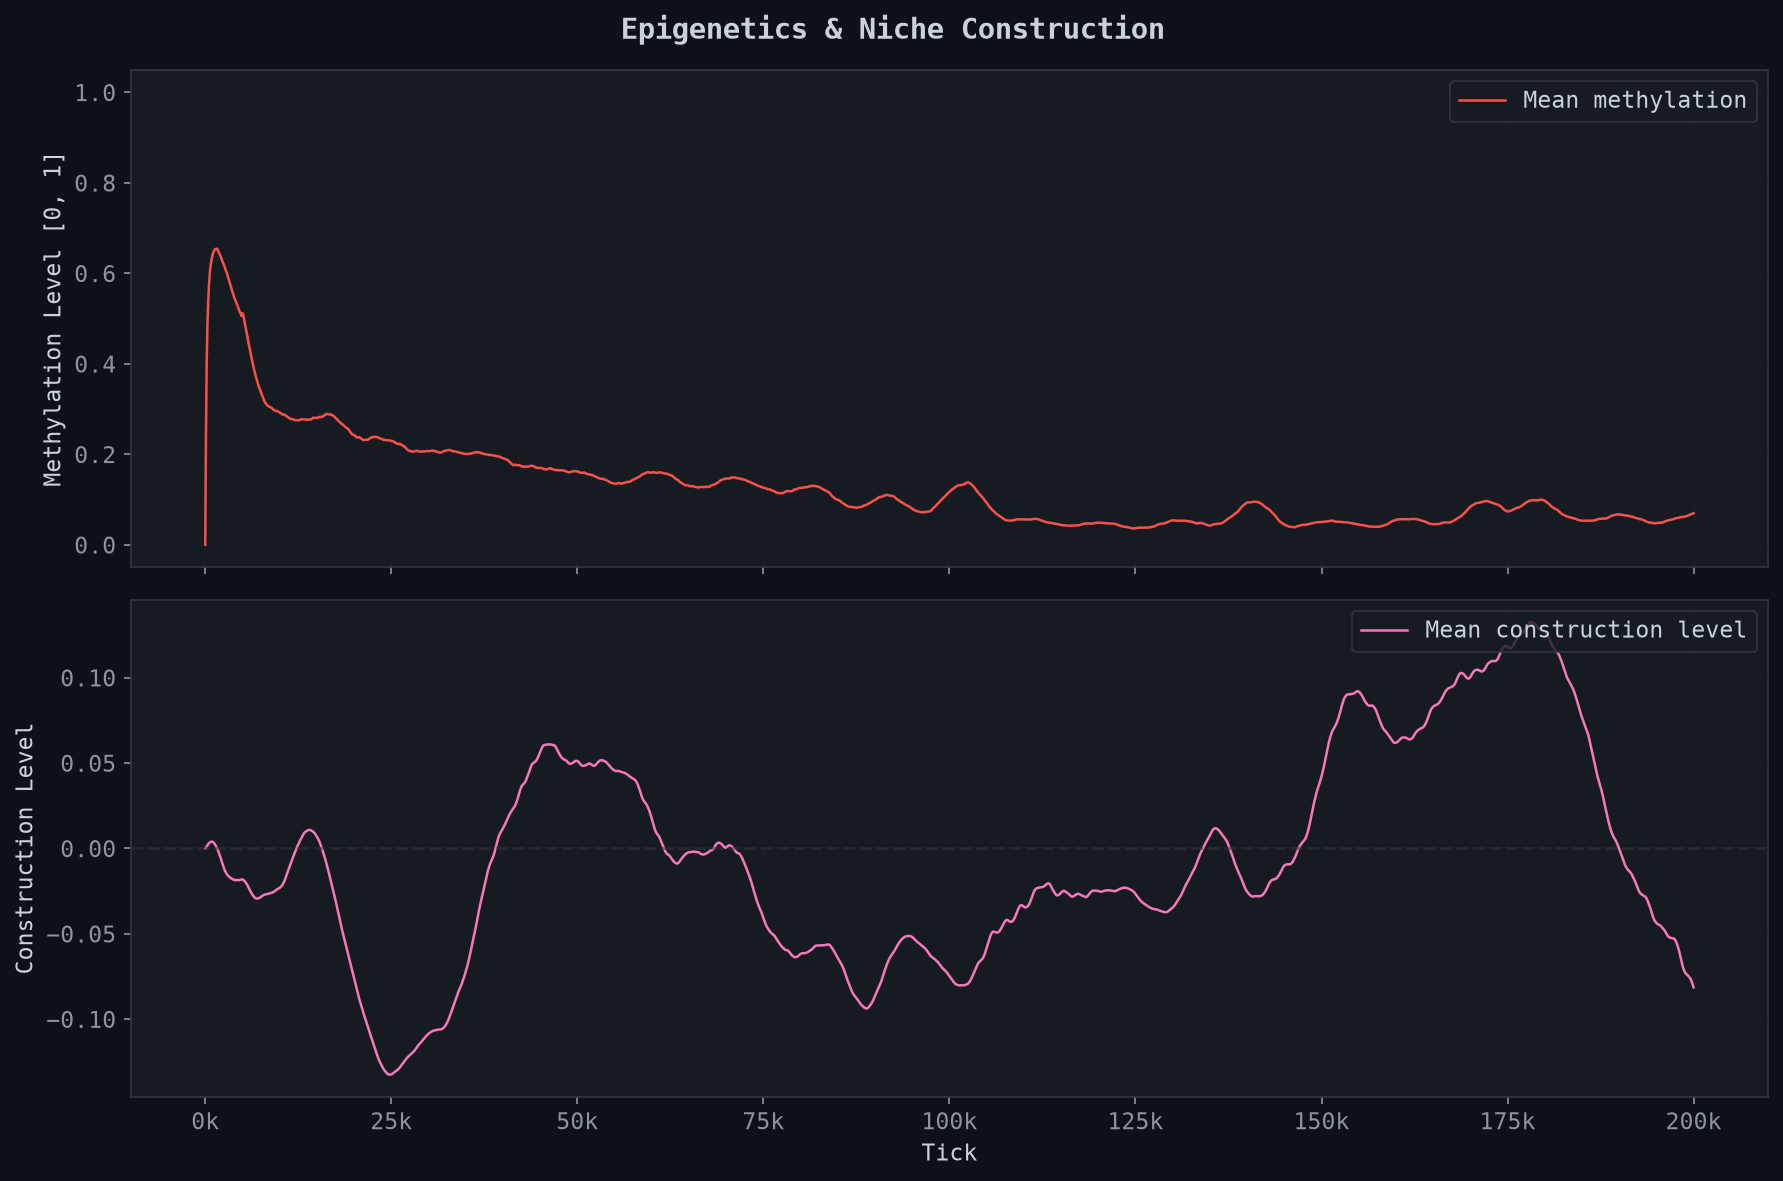 Epigenetics & Niche Construction
Mean methylation
Methylation Level [0, 1]
1.0
0.8
0.6
0.4
0.2
0.0
Mean construction level
Construction Level
0.10
0.05
0.00
−0.05
−0.10
0k 25k 50k 75k 100k 125k 150k 175k 200k
Tick